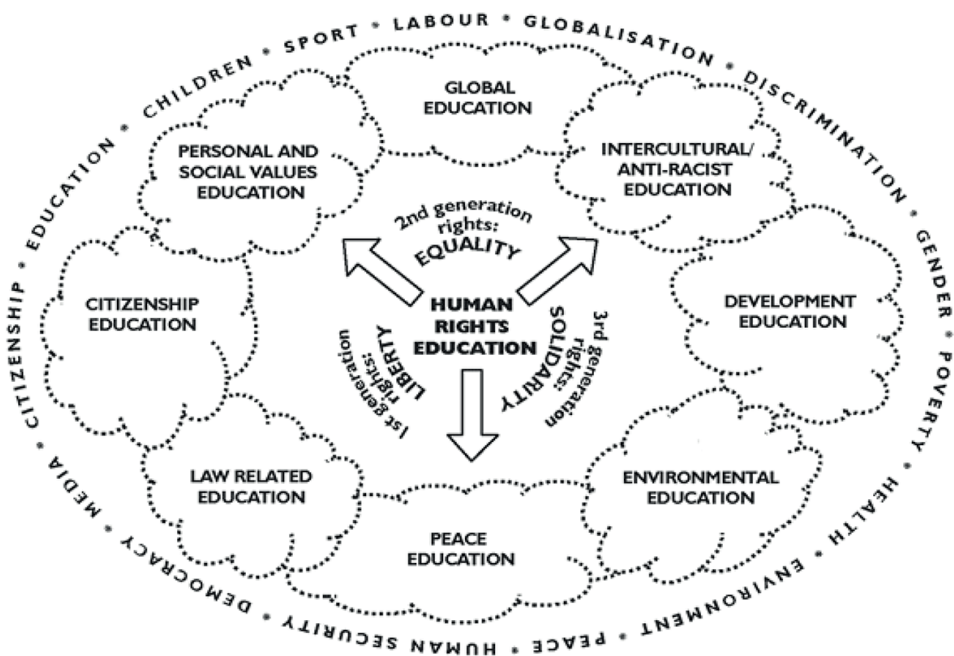 CITIZENSHIP * EDUCATION * CHILDREN * SPORT * LABOUR * GLOBALISATION * DISCRIMINATION * GENDER * POVERTY * HEALTH * ENVIRONMENT * PEACE * HUMAN SECURITY * DEMOCRACY * MEDIA *
GLOBAL
EDUCATION
PERSONAL AND
SOCIAL VALUES
EDUCATION
INTERCULTURAL/
ANTI-RACIST
EDUCATION
2nd generation
rights:
EQUALITY
CITIZENSHIP
EDUCATION
HUMAN
RIGHTS
EDUCATION
DEVELOPMENT
EDUCATION
1st generation
rights:
LIBERTY
3rd generation
rights:
SOLIDARITY
LAW RELATED
EDUCATION
ENVIRONMENTAL
EDUCATION
PEACE
EDUCATION